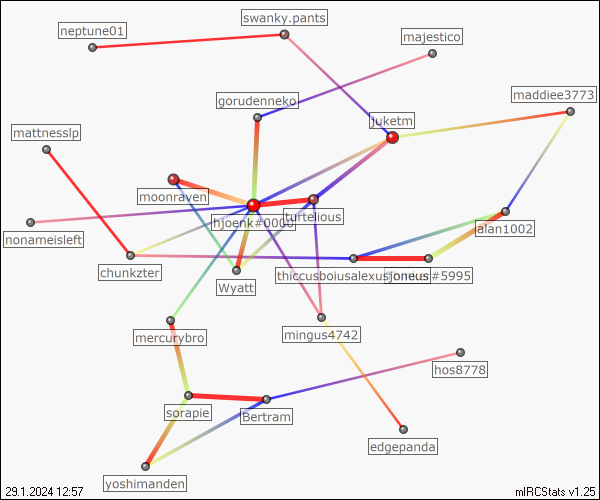 swanky.pants
neptune01
majestico
maddiee3773
gorudenneko
juketm
mattnesslp
moonraven
turtelious
hjoenk#0000
nonameisleft
alan1002
chunkzter
thiccusboiusalexus
#5995
Wyatt
mercurybro
mingus4742
hos8778
sorapie
Bertram
edgepanda
yoshimanden
29.1.2024 12:57
mIRCStats v1.25